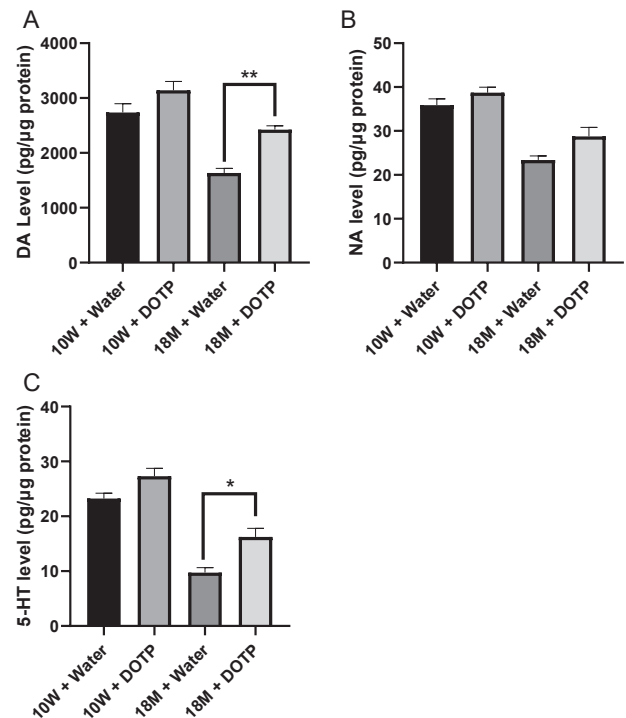 A
DA Level (pg/μg protein)
4000
3000
2000
1000
0
**
10W + Water
10W + DOTP
18M + Water
18M + DOTP
B
NA level (pg/μg protein)
50
40
30
20
10
0
10W + Water
10W + DOTP
18M + Water
18M + DOTP
C
5-HT level (pg/μg protein)
40
30
20
10
0
*
10W + Water
10W + DOTP
18M + Water
18M + DOTP